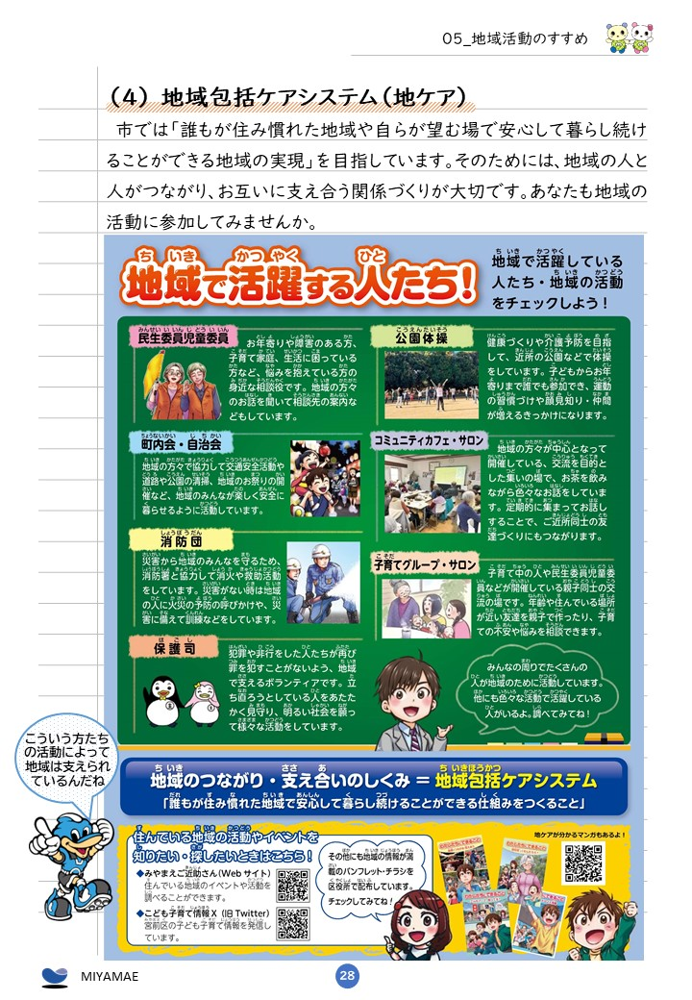 05_地域活動のすすめ
（4）地域包括ケアシステム（地ケア）
市では「誰もが住み慣れた地域や自らが望む場で安心して暮らし続け
ることができる地域の実現」を目指しています。そのためには、地域の人と
人がつながり、お互いに支え合う関係づくりが大切です。あなたも地域の
活動に参加してみませんか。
地域で活躍する人たち！
地域で活躍している
人たち・地域の活動
をチェックしよう！
民生委員児童委員
お年寄りや障害のある方、
子育て家庭、生活に困っている
方など、悩みを抱えている方の
身近な相談役です。地域の方々
のお話を聞いて相談先の案内な
どもしています。
町内会・自治会
地域の方々で協力して交通安全活動や
道路や公園の清掃、地域のお祭りの開
催など、地域のみんなが楽しく安全に
暮らせるように活動しています。
消防団
災害から地域のみんなを守るため、
消防署と協力して消火や救助活動
をしています。災害がない時は地域
の人に火災の予防の呼びかけや、災
害に備えて訓練などをしています。
保護司
犯罪や非行をした人たちが再び
罪を犯すことがないよう、地域
で支えるボランティアです。立
ち直ろうとしている人をあたた
かく見守り、明るい社会を願っ
て様々な活動をしています。
公園体操
健康づくりや介護予防を目指
して、近所の公園などで体操
をしています。子どもからお年
寄りまで誰でも参加でき、運動
の習慣づけや顔見知り・仲間
が増えるきっかけになります。
コミュニティカフェ・サロン
地域の方々が中心となって
開催している、交流を目的と
した集いの場で、お茶を飲み
ながら色々なお話をしていま
す。定期的に集まってお話し
することで、ご近所同士の友
達づくりにもつながります。
子育てグループ・サロン
子育て中の人や民生委員児童委
員などが開催している親子同士の交
流の場です。年齢や住んでいる場所
が近い友達を親子で作ったり、子育
ての不安や悩みを相談できます。
みんなの周りでたくさんの
人が地域のために活動しています。
他にも色々な活動で活躍している
人がいるよ。調べてみてね！
こういう方たち
の活動によって
地域は支えられ
ているんだね
地域のつながり・支え合いのしくみ＝地域包括ケアシステム
「誰もが住み慣れた地域で安心して暮らし続けることができる仕組みをつくること」
住んでいる地域の活動やイベントを
知りたい・探したいときはこちら！
◆みやまえご近助さん（Web サイト）
住んでいる地域のイベントや活動を
調べることができます。
◆こども子育て情報X（旧 Twitter）
宮前区の子ども子育て情報を発信し
ています。
その他にも地域の情報が満
載のパンフレット・チラシを
区役所で配布しています。
チェックしてみてね！
地ケアが分かるマンガもあるよ！
MIYAMAE
28